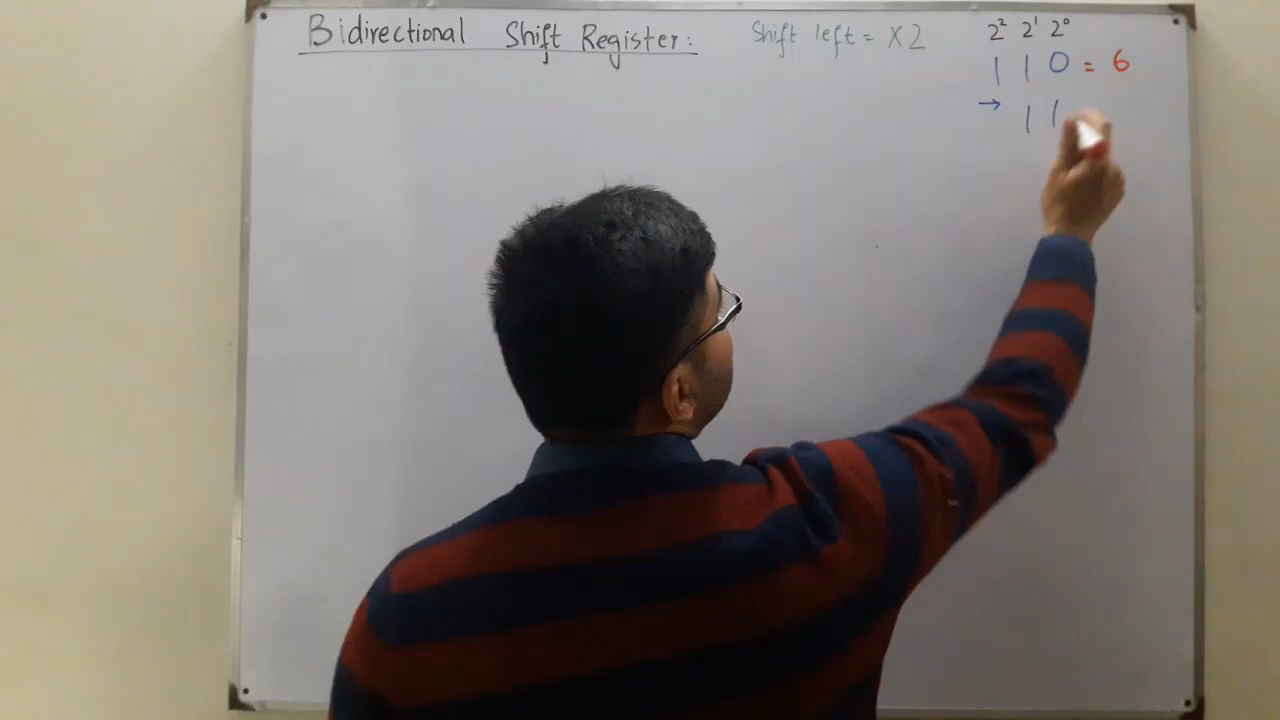 Bidirectional Shift Register:
Shift left = X2
2² 2¹ 2⁰
1 1 0 = 6
→ 1 1